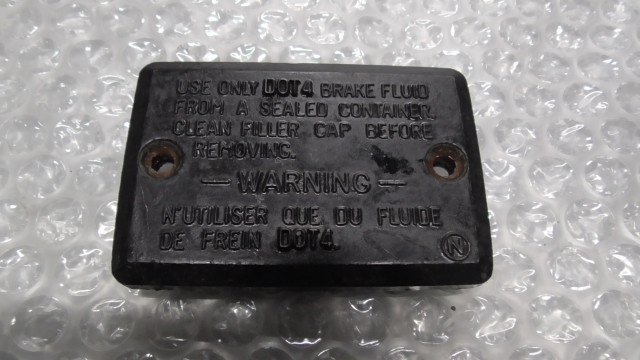 USE ONLY DOT4 BRAKE FLUID
FROM A SEALED CONTAINER,
CLEAN FILLER CAP BEFORE
REMOVING.
— WARNING —
N'UTILISER QUE DU FLUIDE
DE FREIN DOT4.
N